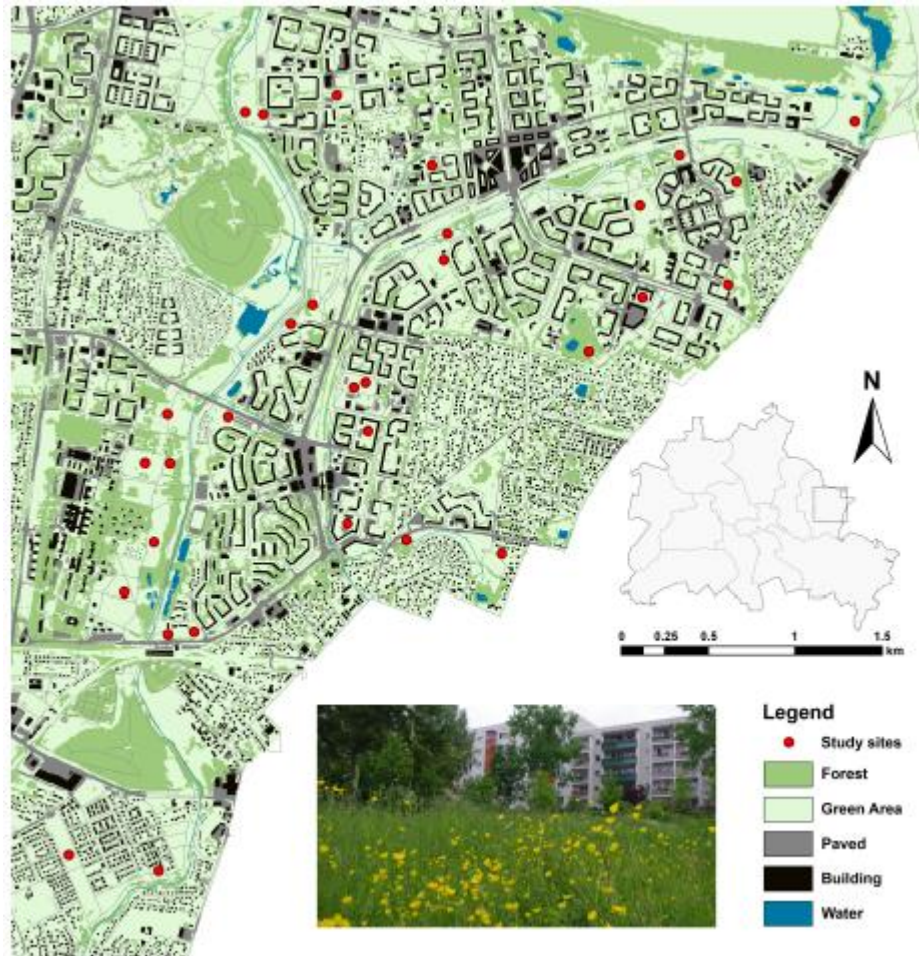 N
0 0.25 0.5 1 1.5
km
Legend
Study sites
Forest
Green Area
Paved
Building
Water